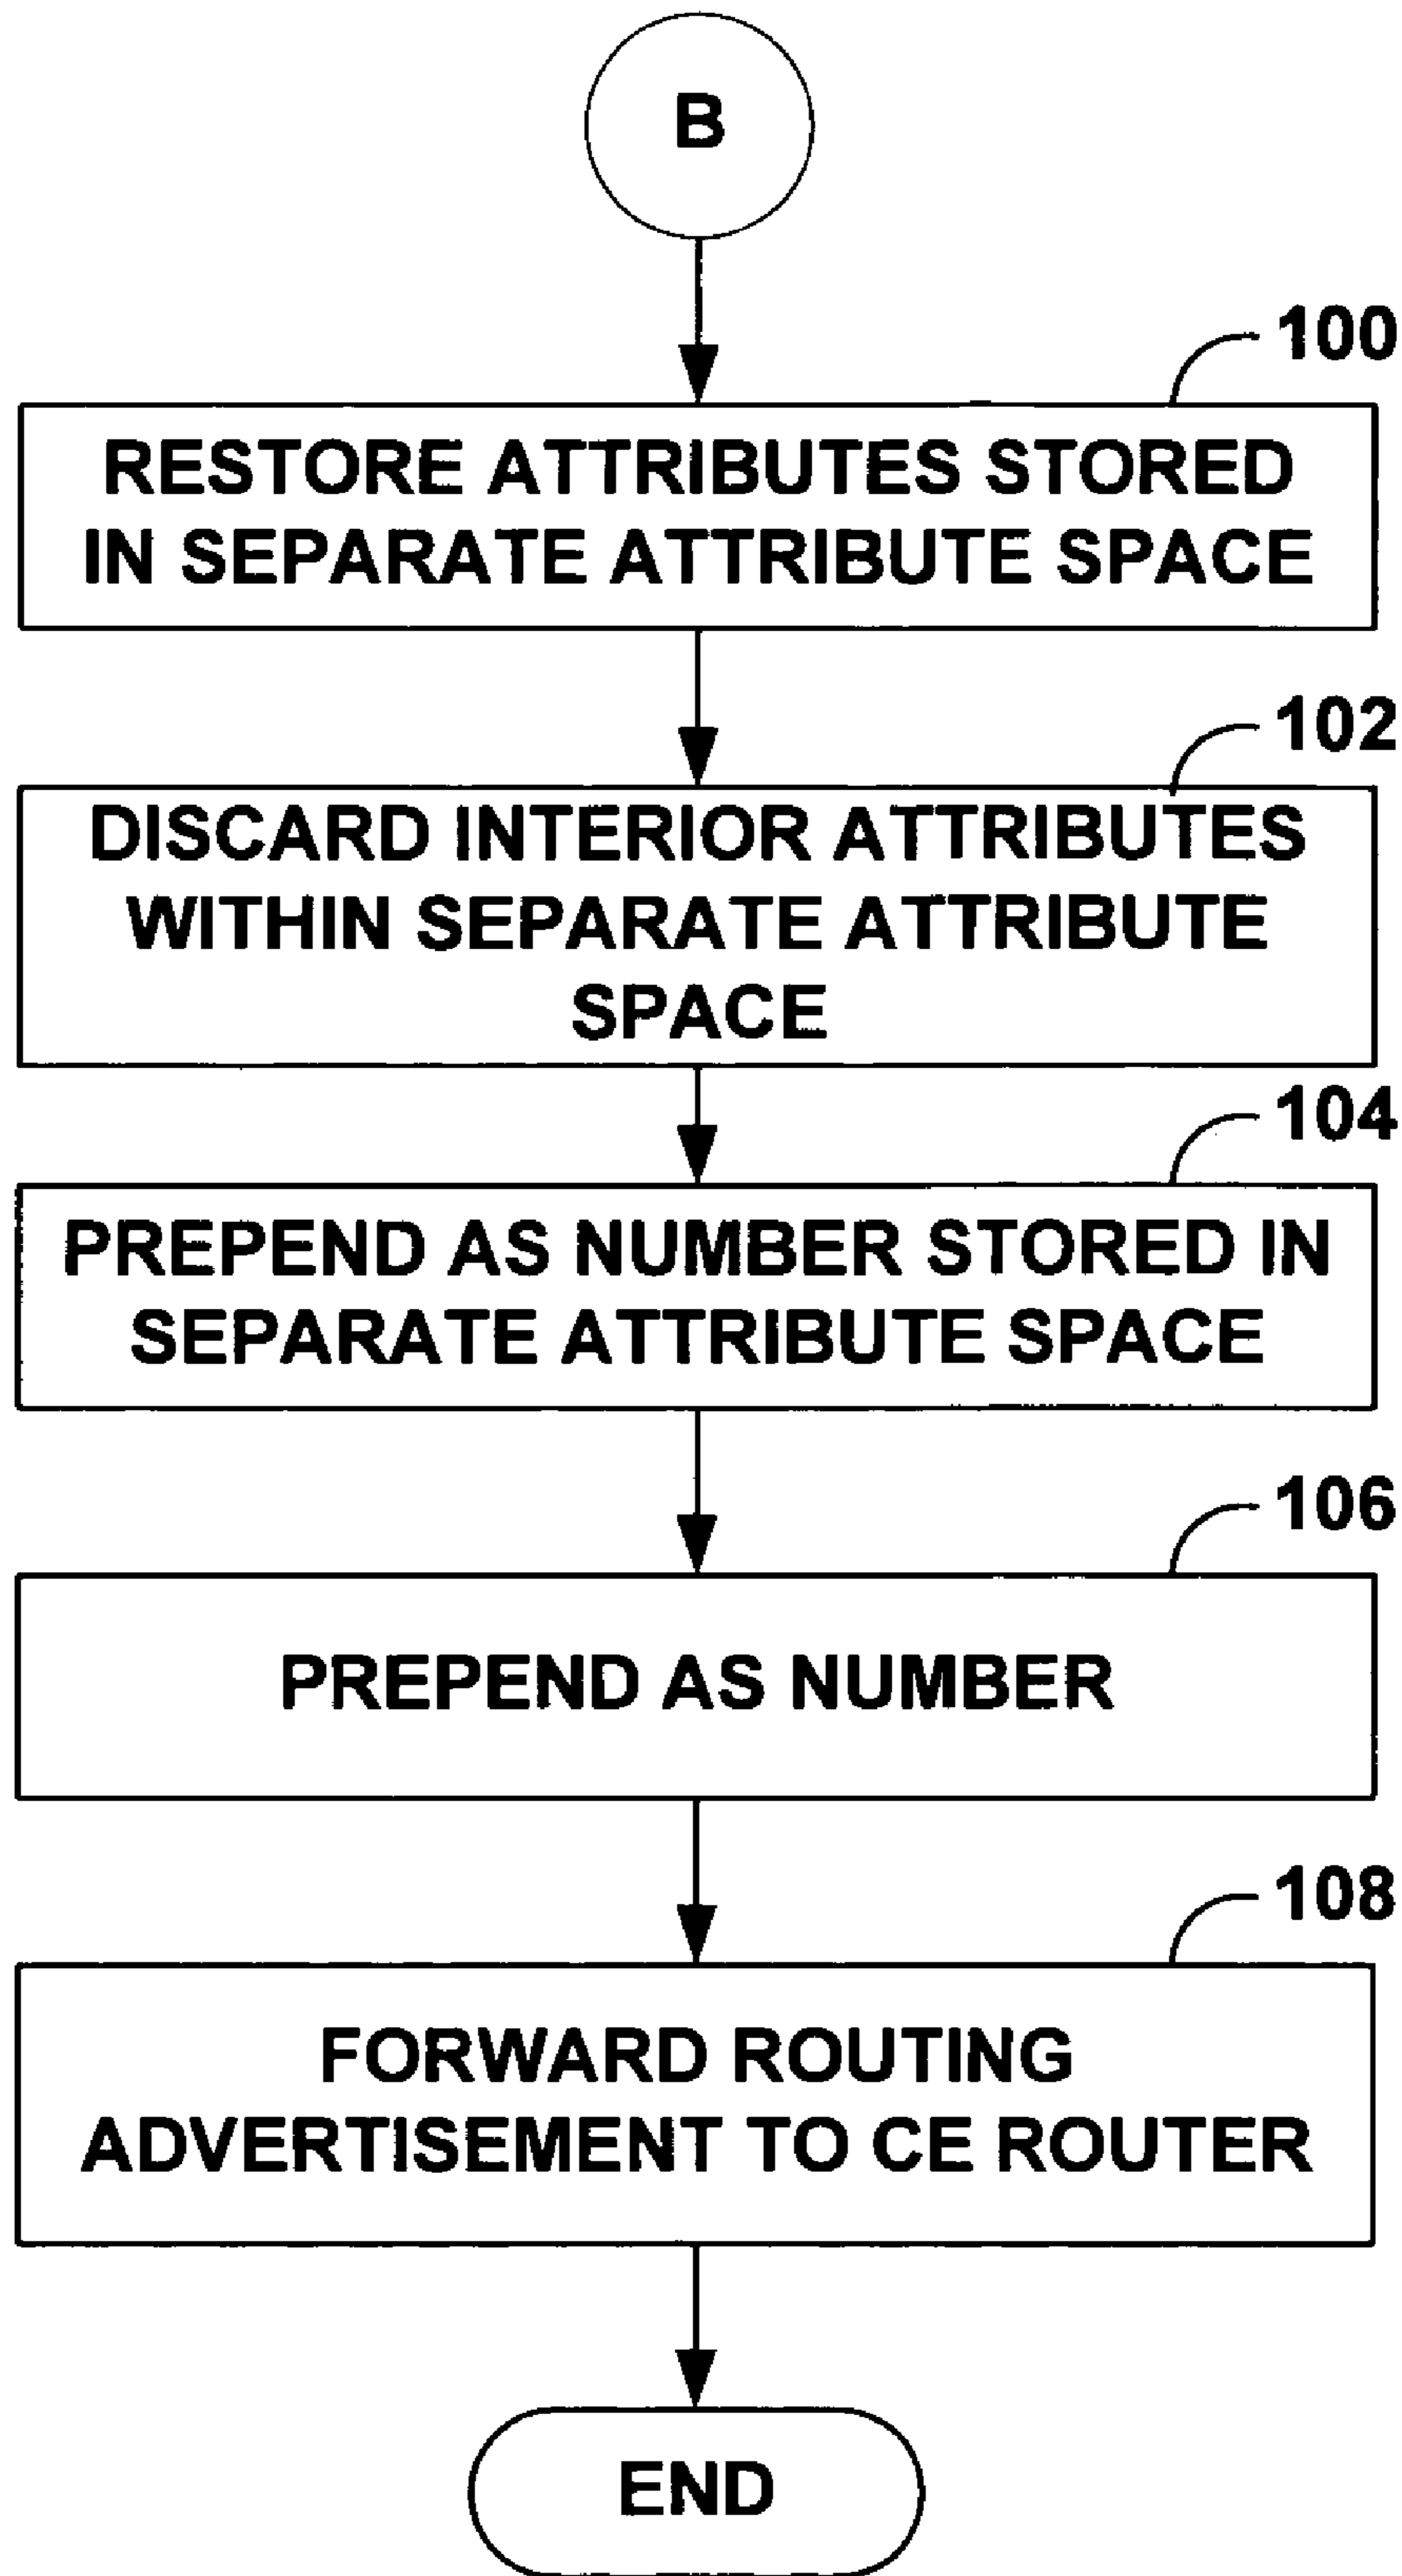 B
100
RESTORE ATTRIBUTES STORED
IN SEPARATE ATTRIBUTE SPACE
102
DISCARD INTERIOR ATTRIBUTES
WITHIN SEPARATE ATTRIBUTE
SPACE
104
PREPEND AS NUMBER STORED IN
SEPARATE ATTRIBUTE SPACE
106
PREPEND AS NUMBER
108
FORWARD ROUTING
ADVERTISEMENT TO CE ROUTER
END